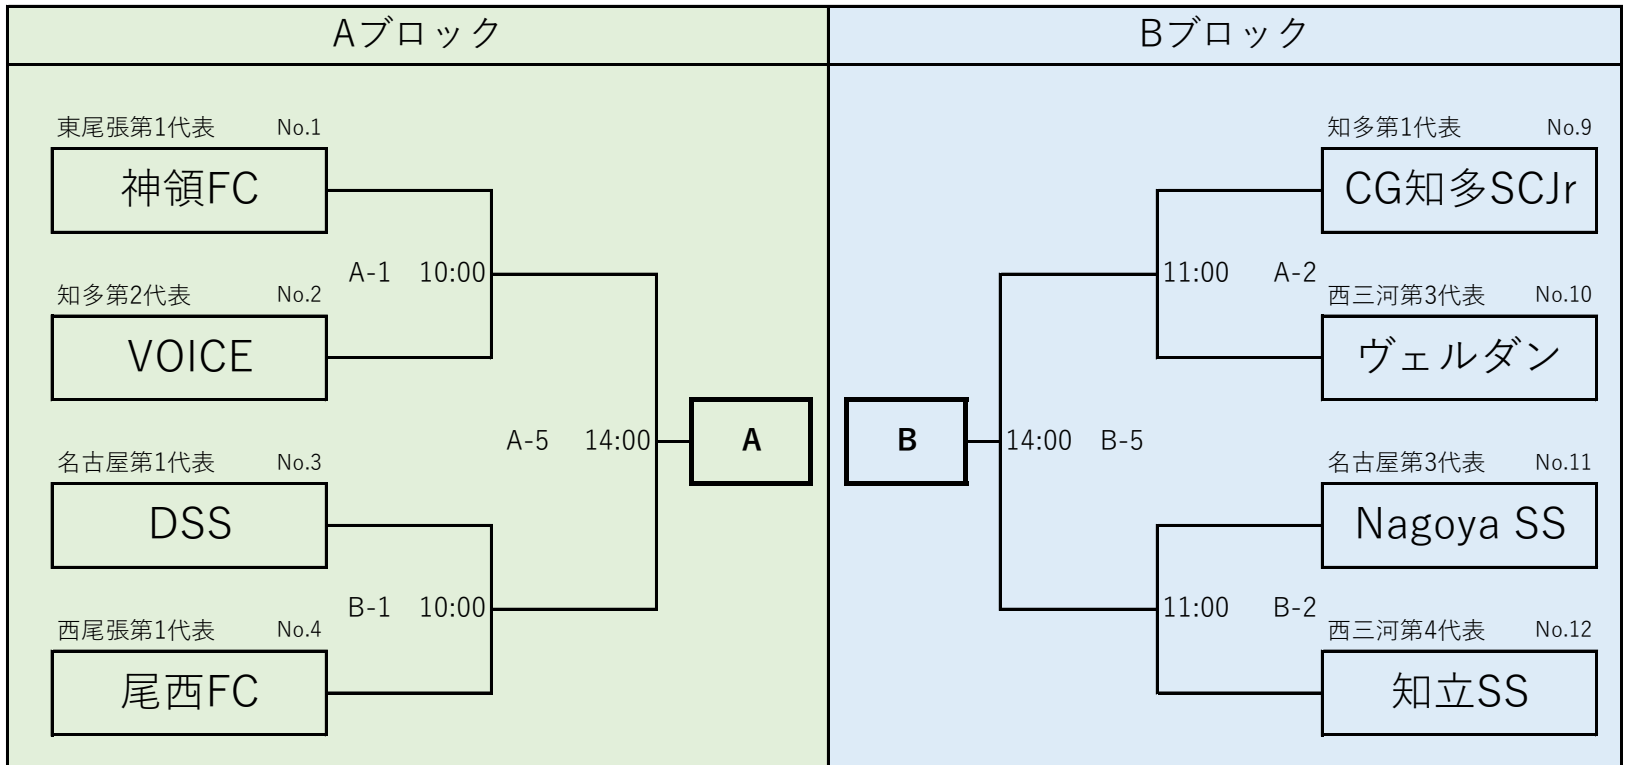 Aブロック
Bブロック
東尾張第1代表 No.1
神領FC
A-1 10:00
知多第2代表 No.2
VOICE
A-5 14:00
A
名古屋第1代表 No.3
DSS
B-1 10:00
西尾張第1代表 No.4
尾西FC
知多第1代表 No.9
CG知多SCJr
11:00 A-2
西三河第3代表 No.10
ヴェルダン
B
14:00 B-5
名古屋第3代表 No.11
Nagoya SS
11:00 B-2
西三河第4代表 No.12
知立SS